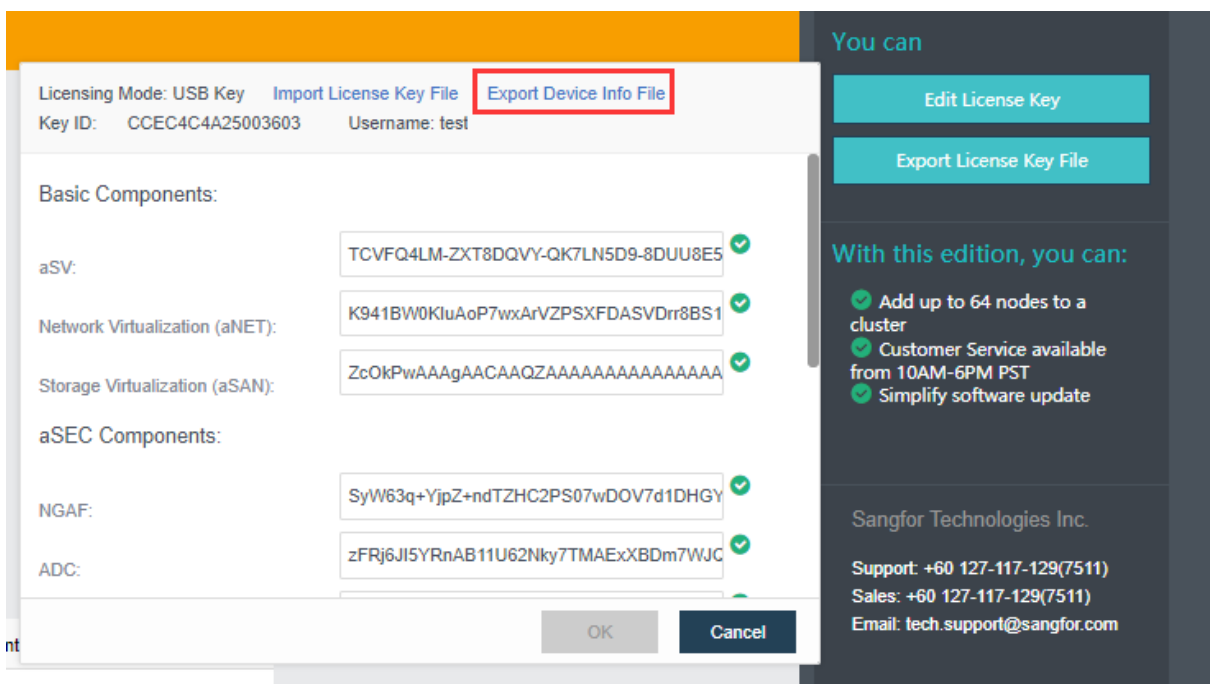 Licensing Mode: USB Key Import License Key File Export Device Info File
Key ID: CCEC4C4A25003603 Username: test
Basic Components:
aSV: TCVFQ4LM-ZXT8DQVY-QK7LN5D9-8DUU8E5
Network Virtualization (aNET): K941BW0KIuAoP7wxArVZPSXFDASVDrr8BS1
Storage Virtualization (aSAN): ZcOkPwAAAgAACAAQZAAAAAAAAAAAAAAA
aSEC Components:
NGAF: SyW63q+YjpZ+ndTZHC2PS07wDOV7d1DHGY
ADC: zFRj6JI5YRnAB11U62Nky7TMAExXBDm7WJC
OK Cancel
nt
You can
Edit License Key
Export License Key File
With this edition, you can:
Add up to 64 nodes to a
cluster
Customer Service available
from 10AM-6PM PST
Simplify software update
Sangfor Technologies Inc.
Support: +60 127-117-129(7511)
Sales: +60 127-117-129(7511)
Email: tech.support@sangfor.com